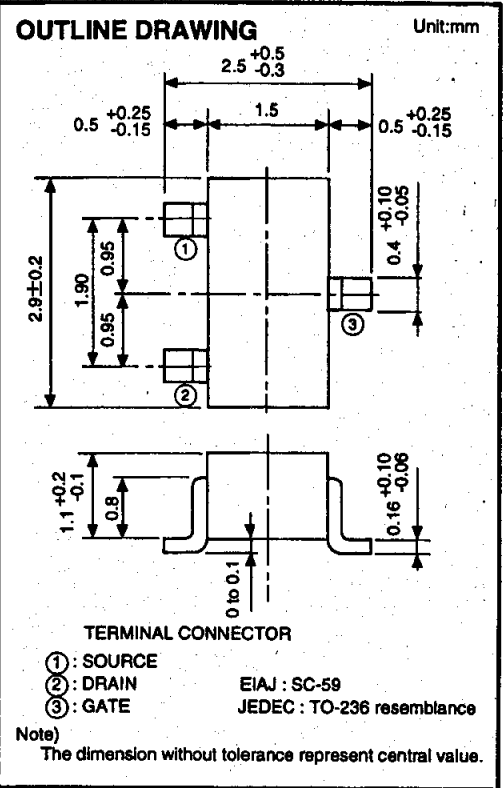 OUTLINE DRAWING
Unit:mm
2.5 +0.5 -0.3
0.5 +0.25 -0.15
1.5
0.5 +0.25 -0.15
2.9±0.2
1.90
0.95
0.95
0.4 +0.10 -0.05
①
②
③
1.1 +0.2 -0.1
0.8
0 to 0.1
0.16 +0.10 -0.06
TERMINAL CONNECTOR
① : SOURCE
② : DRAIN
EIAJ : SC-59
③ : GATE
JEDEC : TO-236 resemblance
Note)
The dimension without tolerance represent central value.